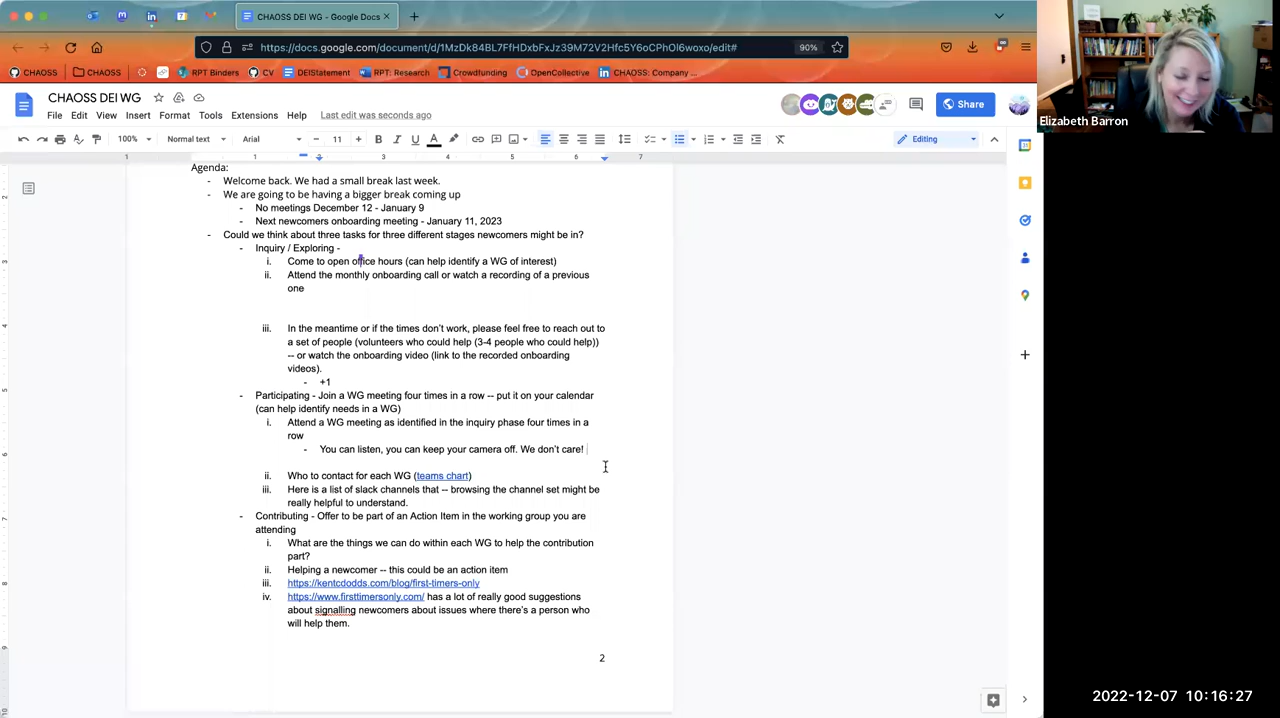 CHAOSS DEI WG - Google Docs
https://docs.google.com/document/d/1MzDk84BL7FfHDxbFxJz39M72V2Hfc5Y6oCPhOl6woxo/edit#
90%
CHAOSS
CHAOSS
RPT Binders
CV
DEIStatement
RPT: Research
Crowdfunding
OpenCollective
CHAOSS: Company ...
CHAOSS DEI WG
File Edit View Insert Format Tools Extensions Help
Last edit was seconds ago
Share
100%
Normal text
Arial
11
Editing
Agenda:
- Welcome back. We had a small break last week.
- We are going to be having a bigger break coming up
- No meetings December 12 - January 9
- Next newcomers onboarding meeting - January 11, 2023
- Could we think about three tasks for three different stages newcomers might be in?
- Inquiry / Exploring -
i. Come to open office hours (can help identify a WG of interest)
ii. Attend the monthly onboarding call or watch a recording of a previous
one
iii. In the meantime or if the times don't work, please feel free to reach out to
a set of people (volunteers who could help (3-4 people who could help))
-- or watch the onboarding video (link to the recorded onboarding
videos).
- +1
- Participating - Join a WG meeting four times in a row -- put it on your calendar
(can help identify needs in a WG)
i. Attend a WG meeting as identified in the inquiry phase four times in a
row
- You can listen, you can keep your camera off. We don't care!
ii. Who to contact for each WG (teams chart)
iii. Here is a list of slack channels that -- browsing the channel set might be
really helpful to understand.
- Contributing - Offer to be part of an Action Item in the working group you are
attending
i. What are the things we can do within each WG to help the contribution
part?
ii. Helping a newcomer -- this could be an action item
iii. https://kentcdodds.com/blog/first-timers-only
iv. https://www.firsttimersonly.com/ has a lot of really good suggestions
about signalling newcomers about issues where there's a person who
will help them.
2
Elizabeth Barron
2022-12-07 10:16:27